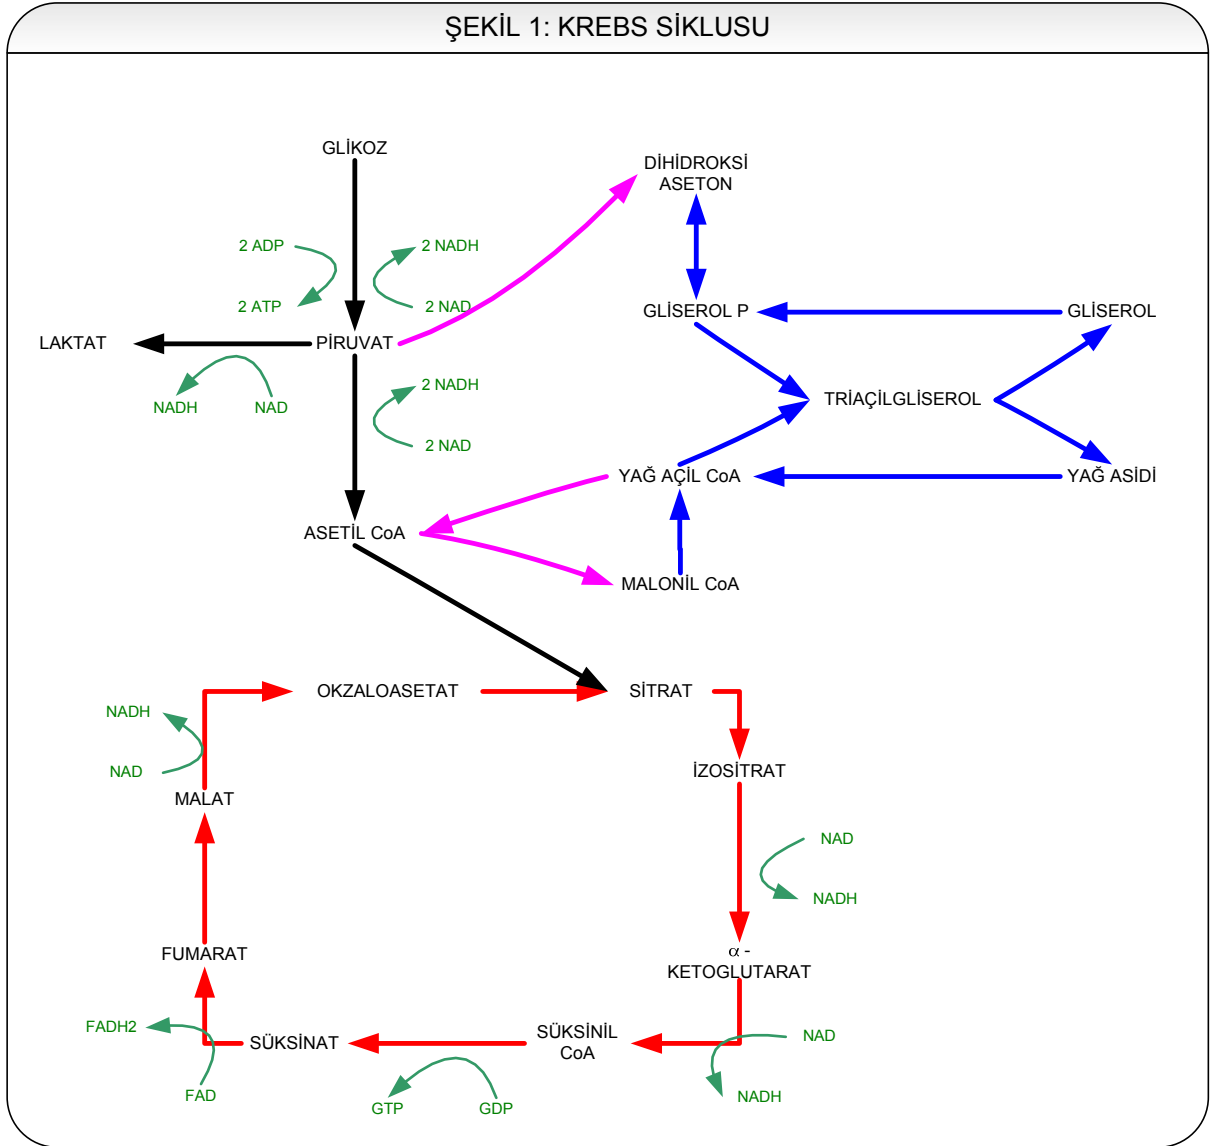 ŞEKİL 1: KREBS SİKLUSU
GLİKOZ
DİHİDROKSİ
ASETON
2 ADP
2 NADH
2 ATP
2 NAD
GLİSEROL P
GLİSEROL
LAKTAT
PİRUVAT
2 NADH
NADH
NAD
TRİAÇİLGLİSEROL
2 NAD
YAĞ AÇİL CoA
YAĞ ASİDİ
ASETİL CoA
MALONİL CoA
OKZALOASETAT
SİTRAT
NADH
NAD
İZOSİTRAT
MALAT
NAD
NADH
FUMARAT
α -
KETOGLUTARAT
FADH2
SÜKSİNAT
SÜKSİNİL
CoA
NAD
FAD
GTP
GDP
NADH